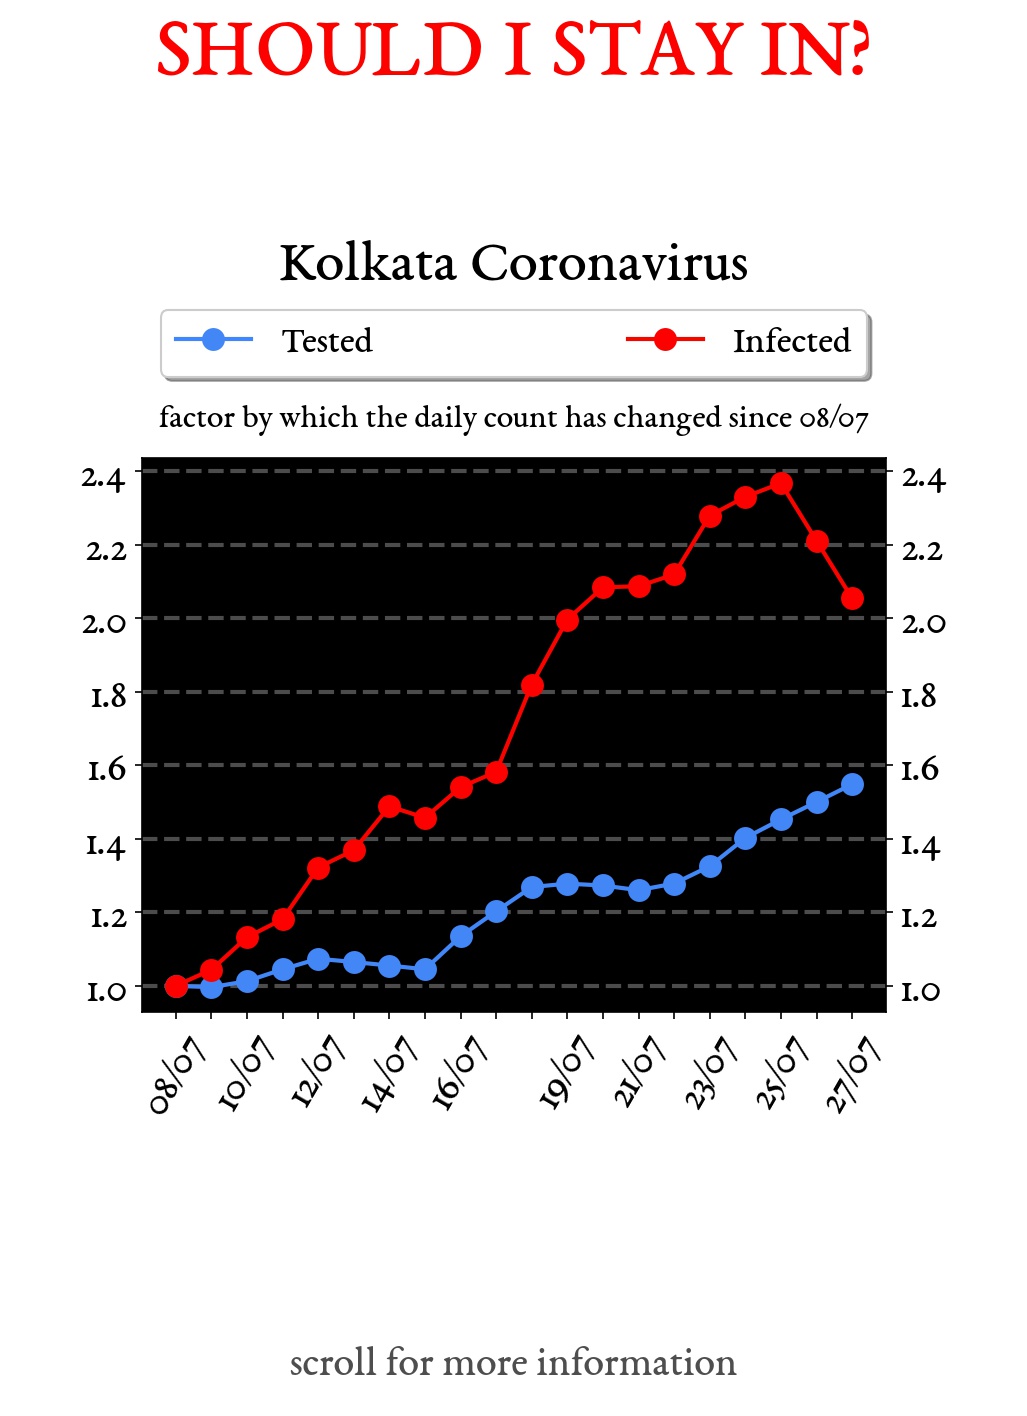 SHOULD I STAY IN?
Kolkata Coronavirus
Tested Infected
factor by which the daily count has changed since 08/07
2.4 2.4
2.2 2.2
2.0 2.0
1.8 1.8
1.6 1.6
1.4 1.4
1.2 1.2
1.0 1.0
08/07 10/07 12/07 14/07 16/07 19/07 21/07 23/07 25/07 27/07
scroll for more information